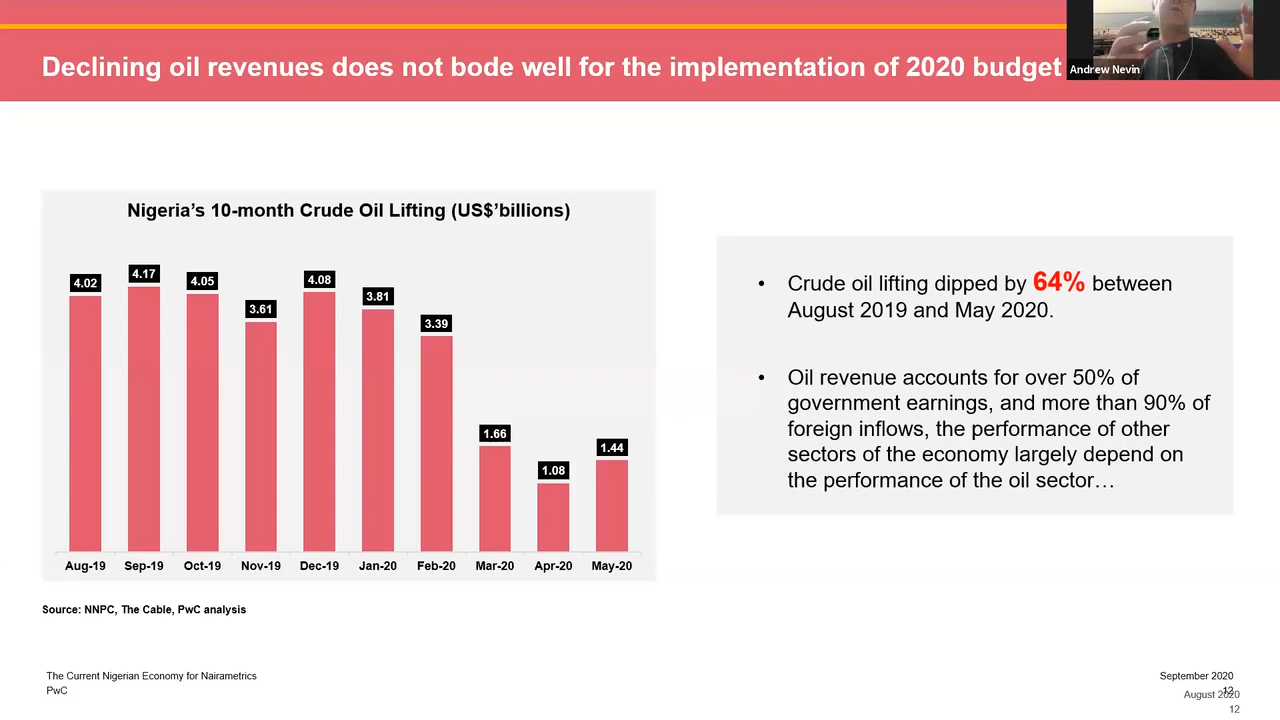 Declining oil revenues does not bode well for the implementation of 2020 budget
Andrew Nevin
Nigeria’s 10-month Crude Oil Lifting (US$’billions)
4.02
4.17
4.05
3.61
4.08
3.81
3.39
1.66
1.08
1.44
Aug-19
Sep-19
Oct-19
Nov-19
Dec-19
Jan-20
Feb-20
Mar-20
Apr-20
May-20
Source: NNPC, The Cable, PwC analysis
• Crude oil lifting dipped by 64% between
August 2019 and May 2020.
• Oil revenue accounts for over 50% of
government earnings, and more than 90% of
foreign inflows, the performance of other
sectors of the economy largely depend on
the performance of the oil sector…
The Current Nigerian Economy for Nairametrics
PwC
September 2020
12
August 2020
12